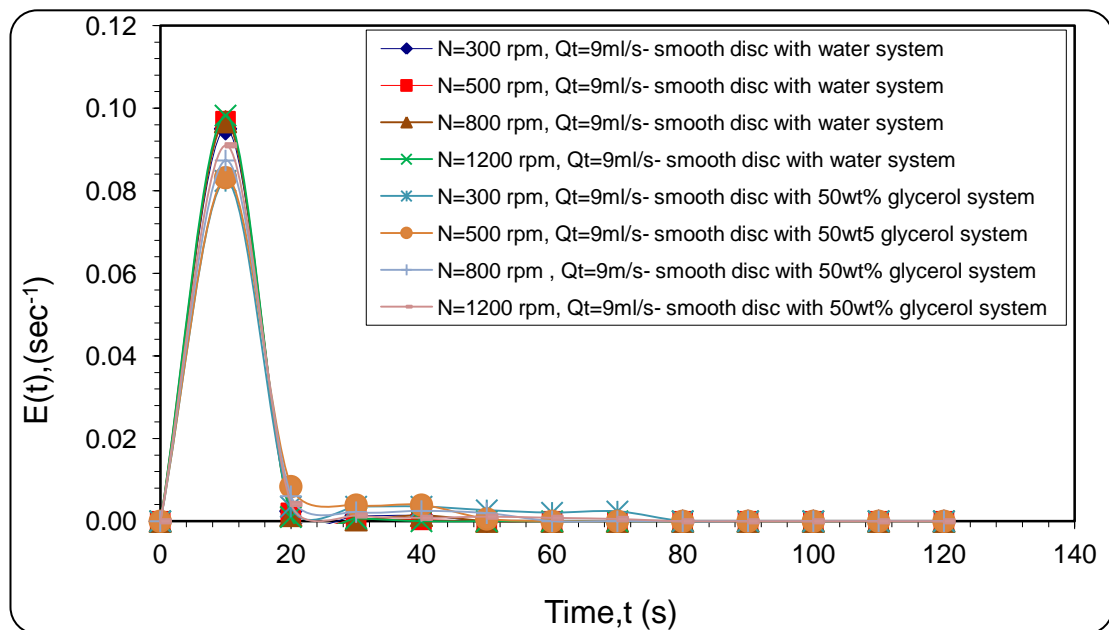 0.12
0.10
0.08
0.06
0.04
0.02
0.00
E(t),(sec⁻¹)
N=300 rpm, Qt=9ml/s- smooth disc with water system
N=500 rpm, Qt=9ml/s- smooth disc with water system
N=800 rpm, Qt=9ml/s- smooth disc with water system
N=1200 rpm, Qt=9ml/s- smooth disc with water system
N=300 rpm, Qt=9ml/s- smooth disc with 50wt% glycerol system
N=500 rpm, Qt=9ml/s- smooth disc with 50wt5 glycerol system
N=800 rpm , Qt=9m/s- smooth disc with 50wt% glycerol system
N=1200 rpm, Qt=9ml/s- smooth disc with 50wt% glycerol system
0 20 40 60 80 100 120 140
Time,t (s)